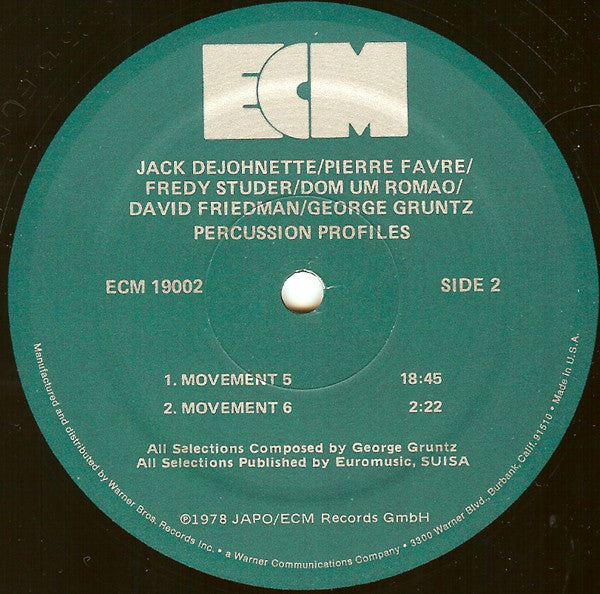 ECM
JACK DEJOHNETTE/PIERRE FAVRE/
FREDY STUDER/DOM UM ROMAO/
DAVID FRIEDMAN/GEORGE GRUNTZ
PERCUSSION PROFILES
ECM 19002 SIDE 2
1. MOVEMENT 5 18:45
2. MOVEMENT 6 2:22
All Selections Composed by George Gruntz
All Selections Published by Euromusic, SUISA
℗1978 JAPO/ECM Records GmbH
Manufactured and distributed by Warner Bros. Records Inc. • a Warner Communications Company • 3300 Warner Blvd., Burbank, Calif. 91510 • Made in U.S.A.